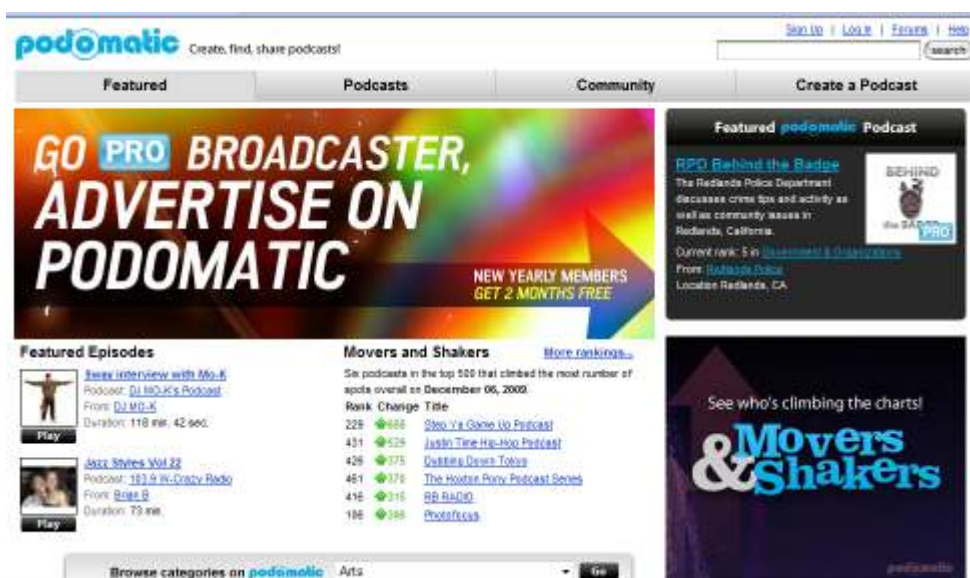 podomatic Create, find, share podcasts!
Sign Up | Log In | Forums | Help
search
Featured Podcasts Community Create a Podcast
GO PRO BROADCASTER,
ADVERTISE ON
PODOMATIC
NEW YEARLY MEMBERS
GET 2 MONTHS FREE
Featured podomatic Podcast
RPD Behind the Badge
The Redlands Police Department
discusses crime tips and activity as
well as community issues in
Redlands, California.
Current rank: 5 in Government & Organizations
From: Redlands Police
Location Redlands, CA
BEHIND
the BADGE
PRO
Featured Episodes
5way interview with Mo-K
Podcast: DJ MO-K's Podcast
From: DJ MO-K
Duration: 118 min. 42 sec.
Play
Jazz Styles Vol 22
Podcast: 103.9 W-Crazy Radio
From: Brian B
Duration: 73 min.
Play
Movers and Shakers More rankings...
Six podcasts in the top 500 that climbed the most number of
spots overall on December 06, 2009.
Rank Change Title
229 Step Ya Game Up Podcast
431 529 Justin Time Hip-Hop Podcast
426 375 Dubbing Down Tokyo
461 370 The Hoxton Pony Podcast Series
416 315 RB RADIO
186 Photofocus
See who's climbing the charts!
Movers
& Shakers
podomatic
Browse categories on podomatic Arts Go